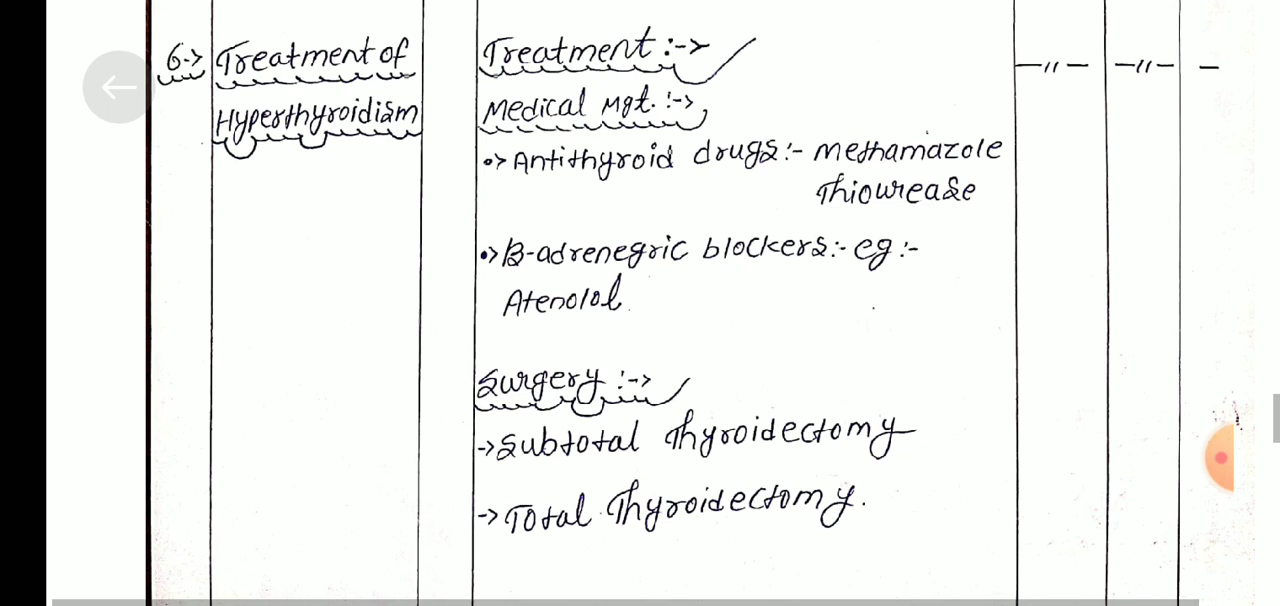 6-> Treatment of
Hyperthyroidism
Treatment :->
Medical Mgt. :->
•> Antithyroid drugs :- Methamazole
Thiourease
•> B-adrenegric blockers :- eg :-
Atenolol
Surgery :->
-> Subtotal Thyroidectomy
-> Total Thyroidectomy.
—〃— —〃— —